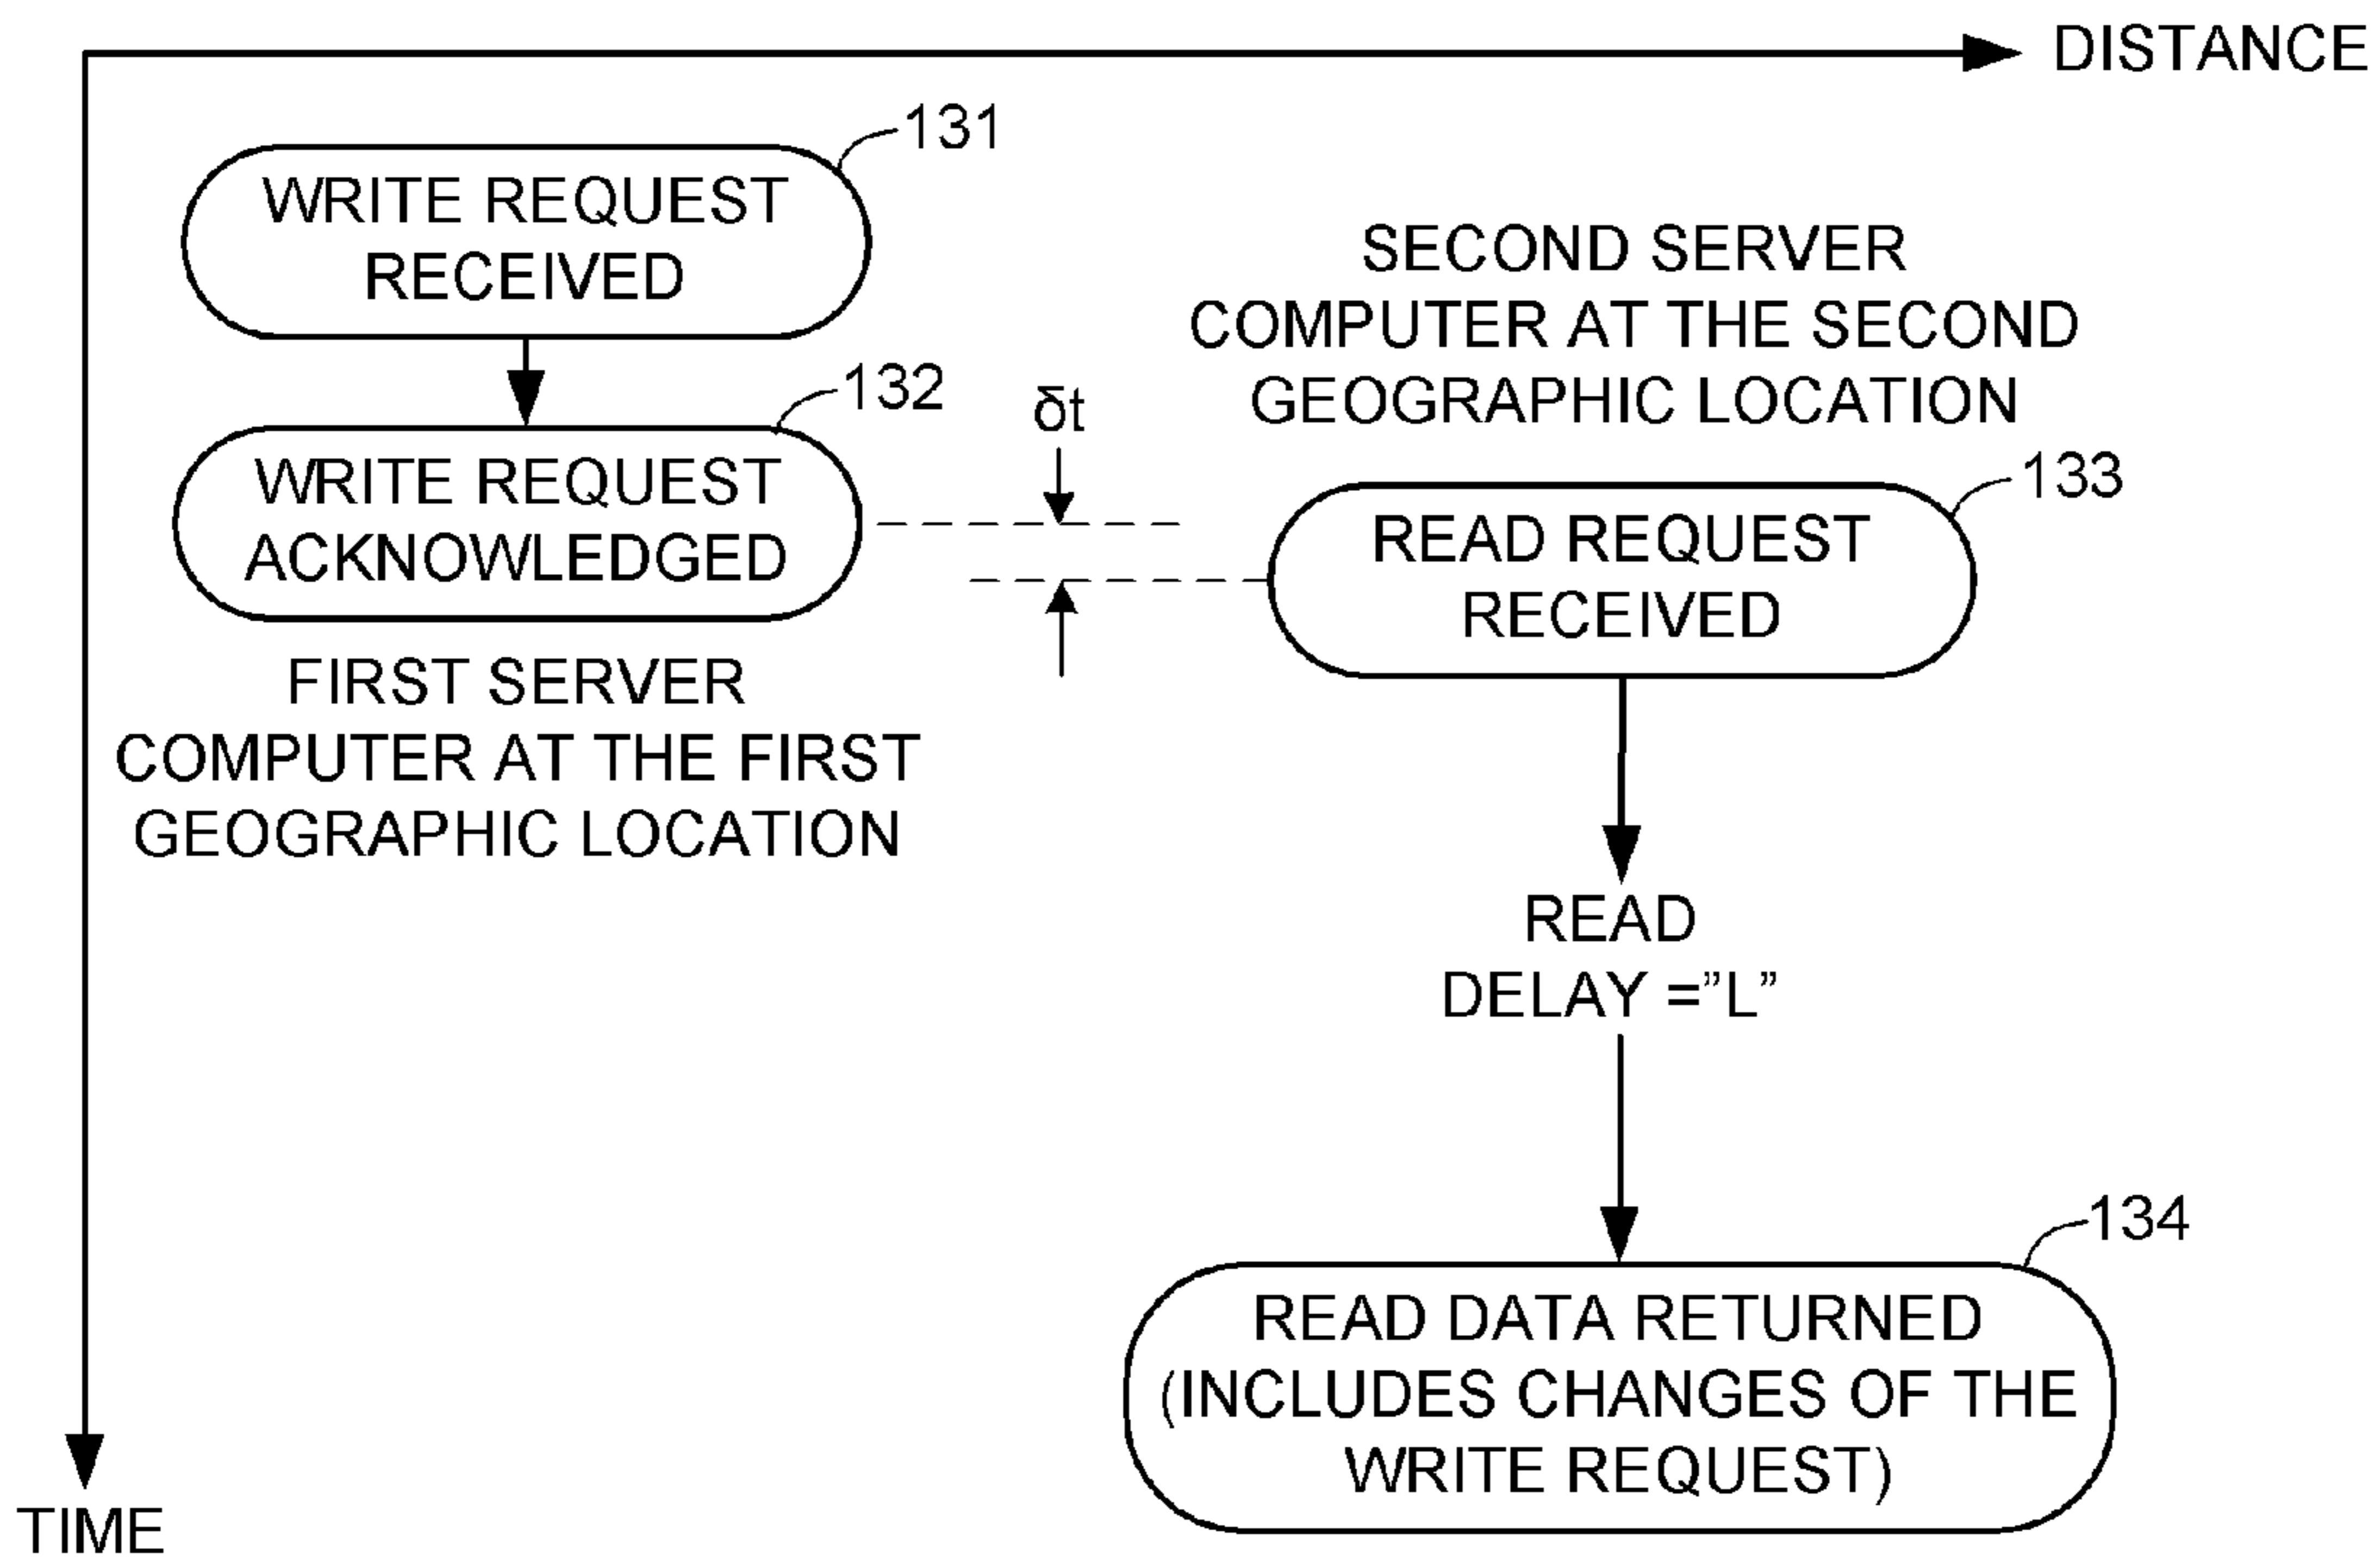 DISTANCE
131
WRITE REQUEST
RECEIVED
132
WRITE REQUEST
ACKNOWLEDGED
FIRST SERVER
COMPUTER AT THE FIRST
GEOGRAPHIC LOCATION
δt
SECOND SERVER
COMPUTER AT THE SECOND
GEOGRAPHIC LOCATION
133
READ REQUEST
RECEIVED
READ
DELAY =”L”
134
READ DATA RETURNED
(INCLUDES CHANGES OF THE
WRITE REQUEST)
TIME